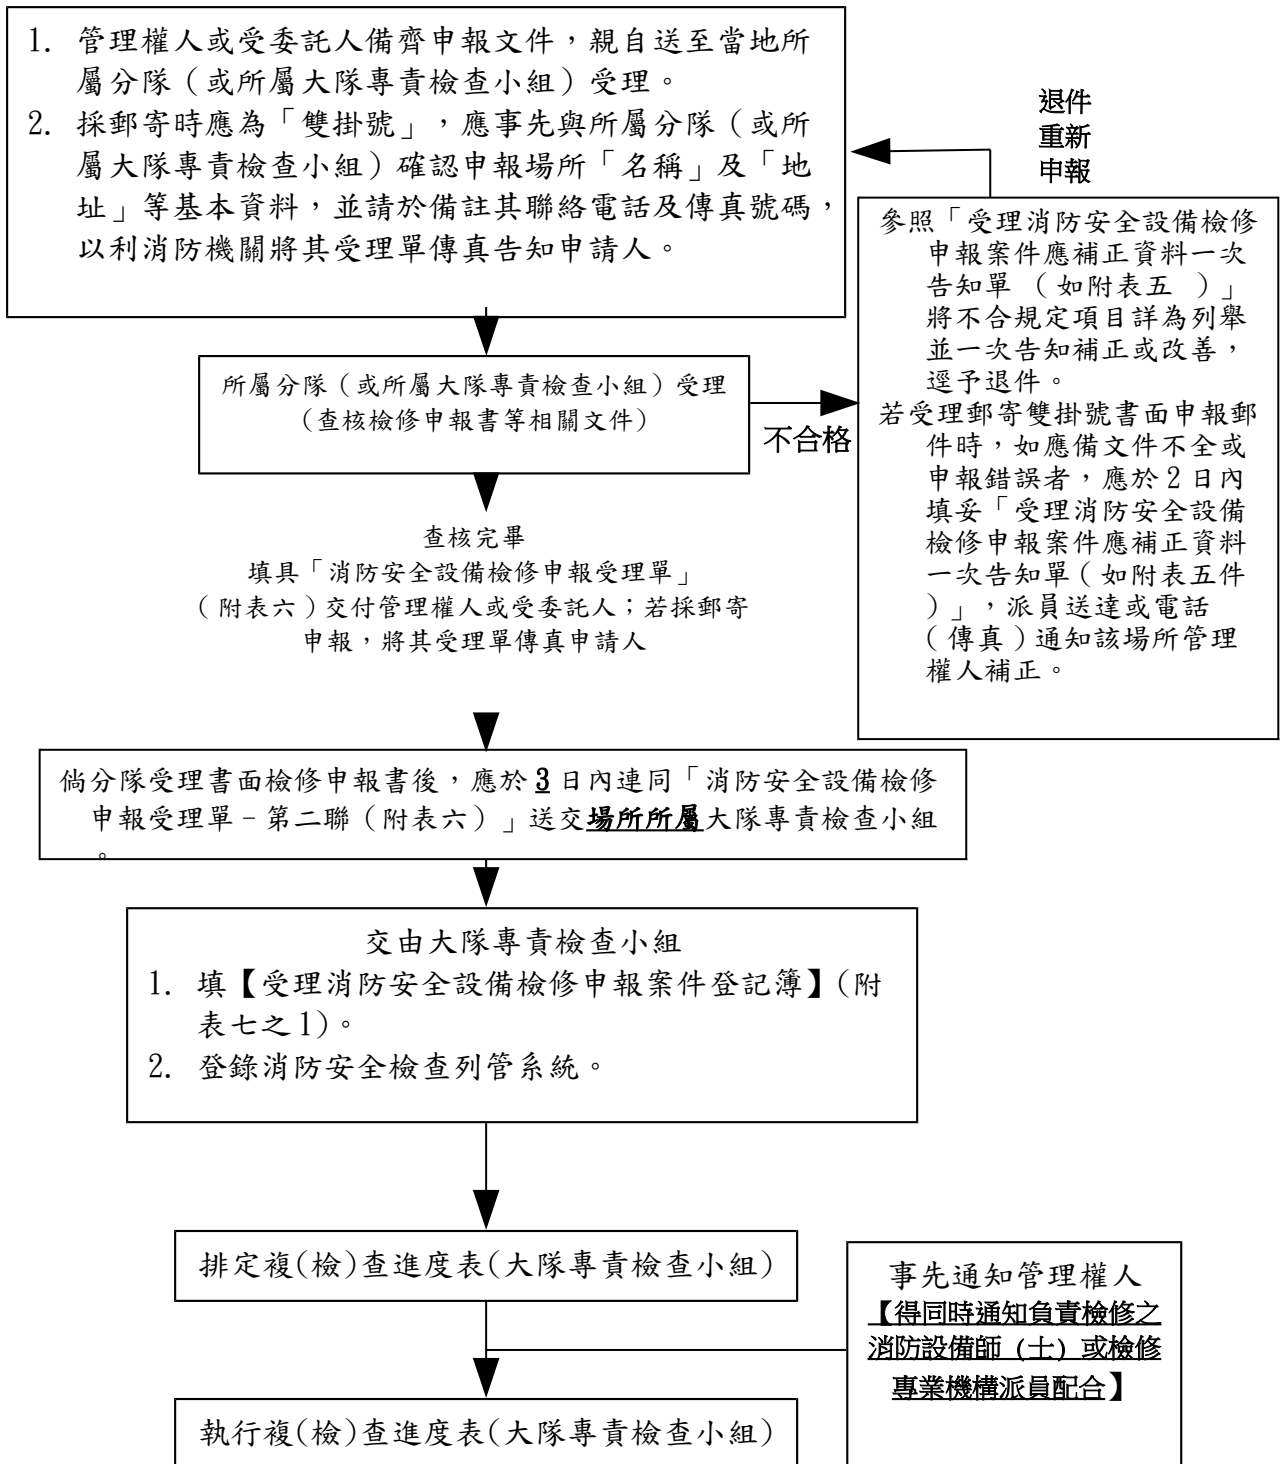 1. 管理權人或受委託人備齊申報文件，親自送至當地所
屬分隊（或所屬大隊專責檢查小組）受理。
2. 採郵寄時應為「雙掛號」，應事先與所屬分隊（或所
屬大隊專責檢查小組）確認申報場所「名稱」及「地
址」等基本資料，並請於備註其聯絡電話及傳真號碼，
以利消防機關將其受理單傳真告知申請人。
退件
重新
申報
參照「受理消防安全設備檢修
申報案件應補正資料一次
告知單 （如附表五 ）」
將不合規定項目詳為列舉
並一次告知補正或改善，
逕予退件。
若受理郵寄雙掛號書面申報郵
件時，如應備文件不全或
申報錯誤者，應於2日內
填妥「受理消防安全設備
檢修申報案件應補正資料
一次告知單(如附表五件
)」，派員送達或電話
(傳真)通知該場所管理
權人補正。
所屬分隊（或所屬大隊專責檢查小組）受理
(查核檢修申報書等相關文件)
不合格
查核完畢
填具「消防安全設備檢修申報受理單」
(附表六)交付管理權人或受委託人；若採郵寄
申報，將其受理單傳真申請人
倘分隊受理書面檢修申報書後，應於3日內連同「消防安全設備檢修
申報受理單–第二聯（附表六）」送交場所所屬大隊專責檢查小組
。
交由大隊專責檢查小組
1. 填【受理消防安全設備檢修申報案件登記簿】(附
表七之1)。
2. 登錄消防安全檢查列管系統。
排定複(檢)查進度表(大隊專責檢查小組)
事先通知管理權人
【得同時通知負責檢修之
消防設備師（士）或檢修
專業機構派員配合】
執行複(檢)查進度表(大隊專責檢查小組)